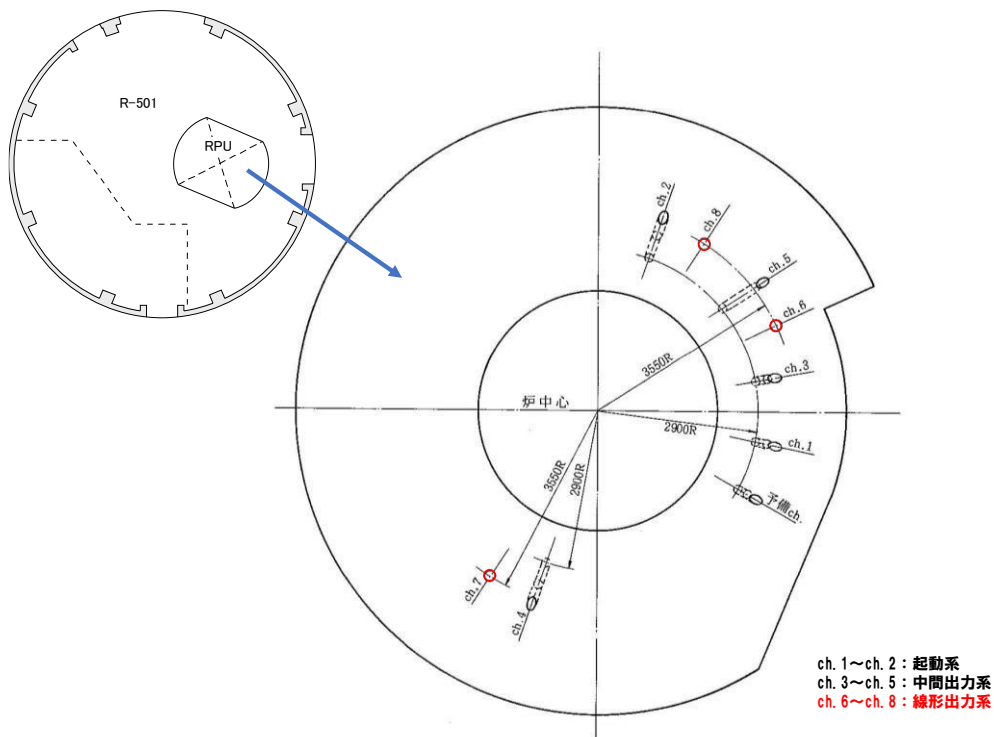 R-501
RPU
ch.2
ch.8
ch.5
ch.6
3550R
ch.3
炉中心
2900R
ch.1
3550R
2900R
予備ch.
ch.7
ch.4
ch.1～ch.2：起動系
ch.3～ch.5：中間出力系
ch.6～ch.8：線形出力系